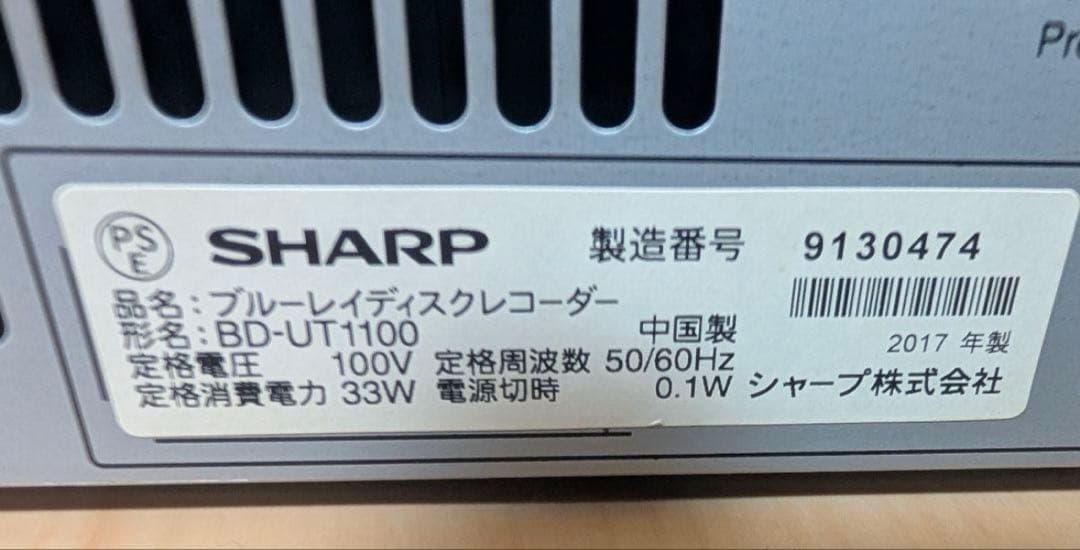 Pr
PS
E
SHARP 製造番号 9130474
品名：ブルーレイディスクレコーダー
形名：BD-UT1100 中国製
2017 年製
定格電圧 100V 定格周波数 50/60Hz
定格消費電力 33W 電源切時 0.1W シャープ株式会社